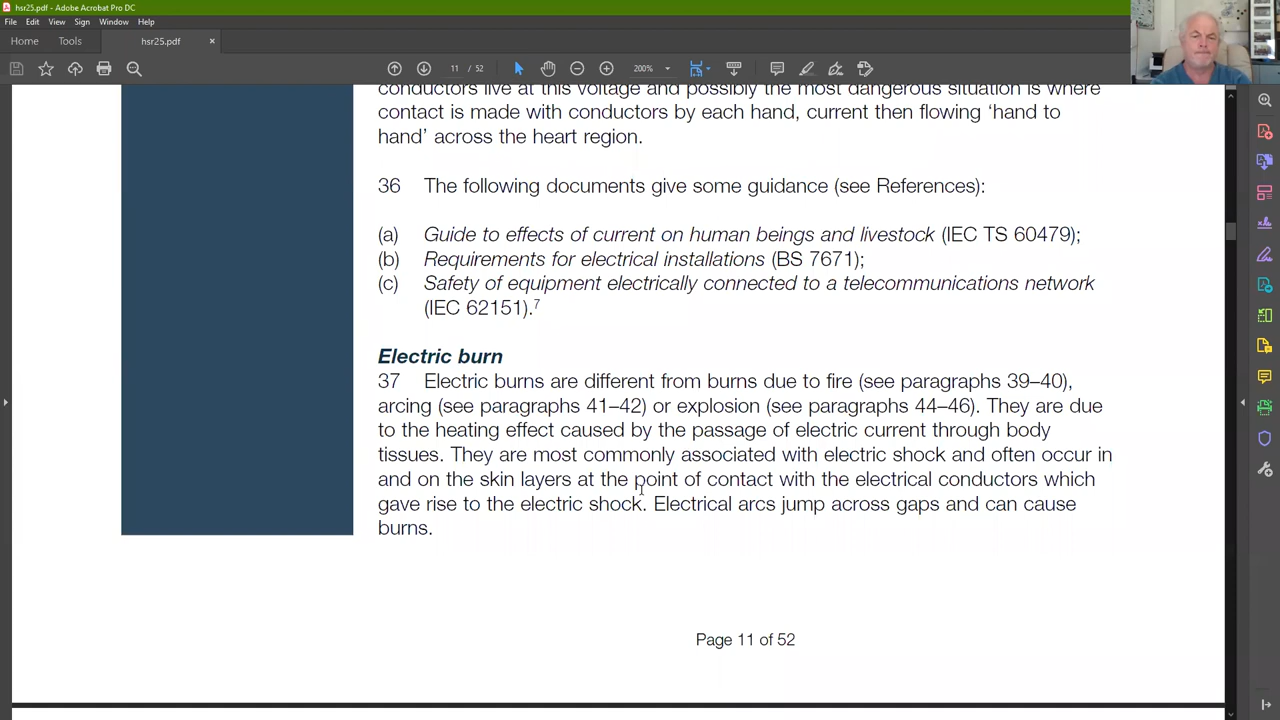 hsr25.pdf - Adobe Acrobat Pro DC
File Edit View Sign Window Help
Home Tools hsr25.pdf ×
11 / 52 200%
conductors live at this voltage and possibly the most dangerous situation is where
contact is made with conductors by each hand, current then flowing ‘hand to
hand’ across the heart region.
36 The following documents give some guidance (see References):
(a) Guide to effects of current on human beings and livestock (IEC TS 60479);
(b) Requirements for electrical installations (BS 7671);
(c) Safety of equipment electrically connected to a telecommunications network
(IEC 62151).7
Electric burn
37 Electric burns are different from burns due to fire (see paragraphs 39–40),
arcing (see paragraphs 41–42) or explosion (see paragraphs 44–46). They are due
to the heating effect caused by the passage of electric current through body
tissues. They are most commonly associated with electric shock and often occur in
and on the skin layers at the point of contact with the electrical conductors which
gave rise to the electric shock. Electrical arcs jump across gaps and can cause
burns.
Page 11 of 52